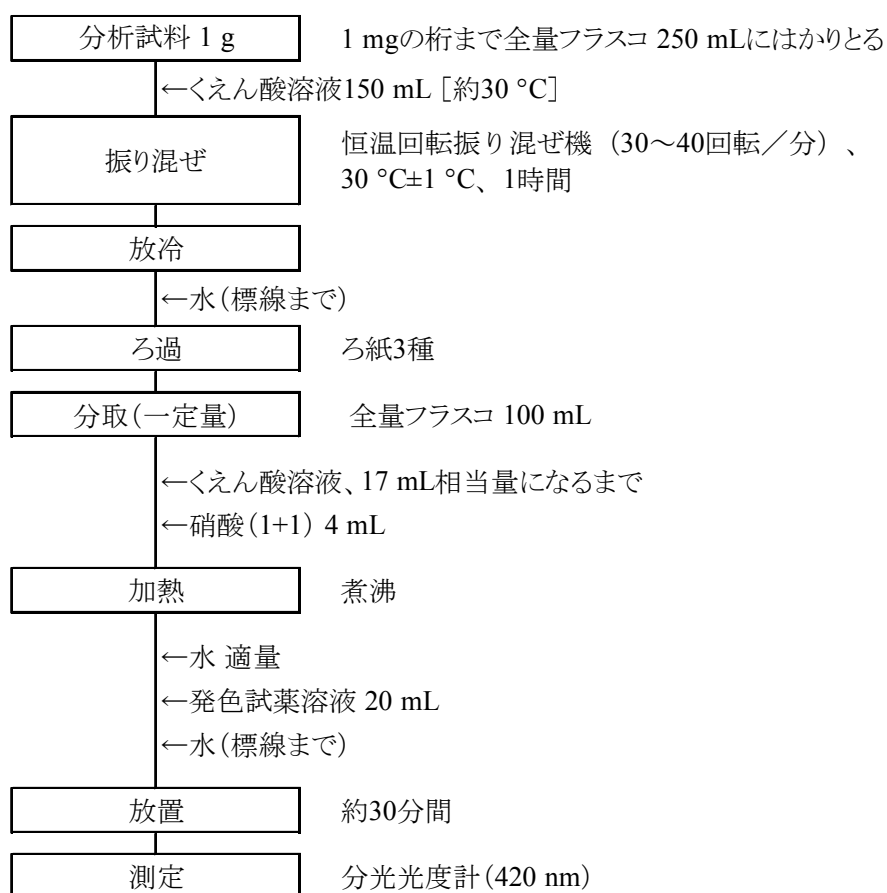 分析試料 1 g
1 mgの桁まで全量フラスコ 250 mLにはかりとる
←くえん酸溶液150 mL [約30 °C]
振り混ぜ
恒温回転振り混ぜ機（30～40回転／分）、
30 °C±1 °C、1時間
放冷
←水（標線まで）
ろ過
ろ紙3種
分取（一定量）
全量フラスコ 100 mL
←くえん酸溶液、17 mL相当量になるまで
←硝酸（1+1） 4 mL
加熱
煮沸
←水 適量
←発色試薬溶液 20 mL
←水（標線まで）
放置
約30分間
測定
分光光度計（420 nm）